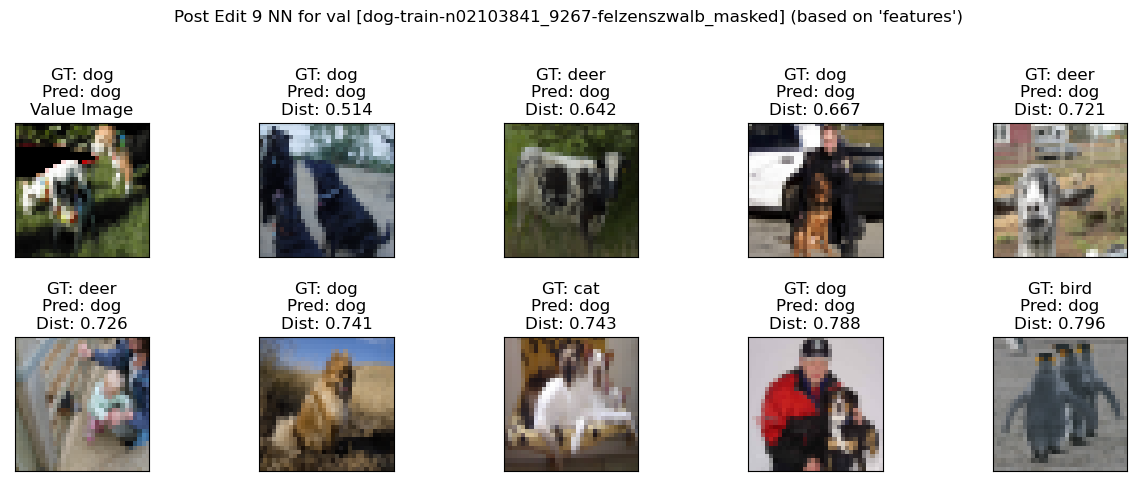 Post Edit 9 NN for val [dog-train-n02103841_9267-felzenszwalb_masked] (based on 'features')
GT: dog
Pred: dog
Value Image
GT: dog
Pred: dog
Dist: 0.514
GT: deer
Pred: dog
Dist: 0.642
GT: dog
Pred: dog
Dist: 0.667
GT: deer
Pred: dog
Dist: 0.721
GT: deer
Pred: dog
Dist: 0.726
GT: dog
Pred: dog
Dist: 0.741
GT: cat
Pred: dog
Dist: 0.743
GT: dog
Pred: dog
Dist: 0.788
GT: bird
Pred: dog
Dist: 0.796